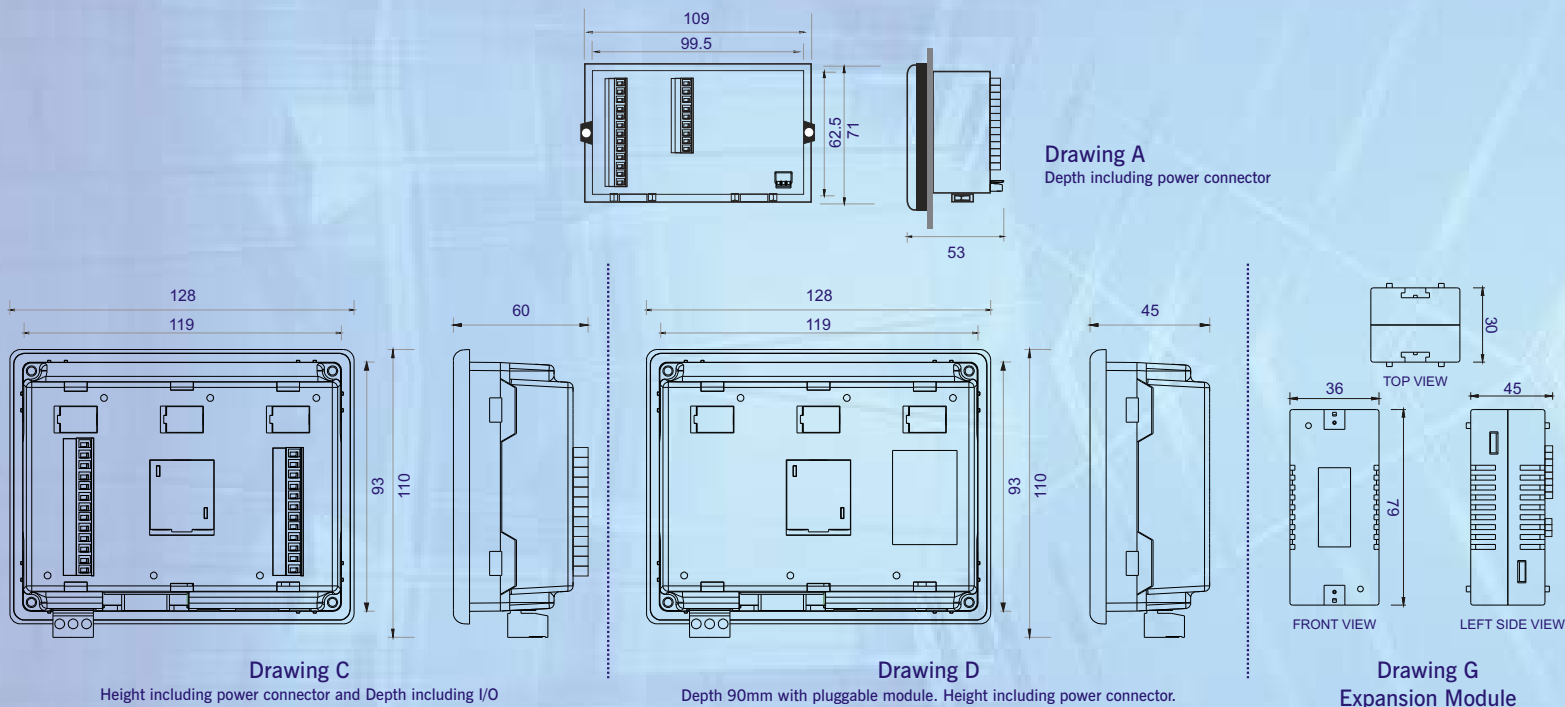 109
99.5
62.5
71
53
Drawing A
Depth including power connector
128
119
93
110
60
Drawing C
Height including power connector and Depth including I/O
128
119
93
110
45
Drawing D
Depth 90mm with pluggable module. Height including power connector.
30
TOP VIEW
36
79
FRONT VIEW
45
LEFT SIDE VIEW
Drawing G
Expansion Module